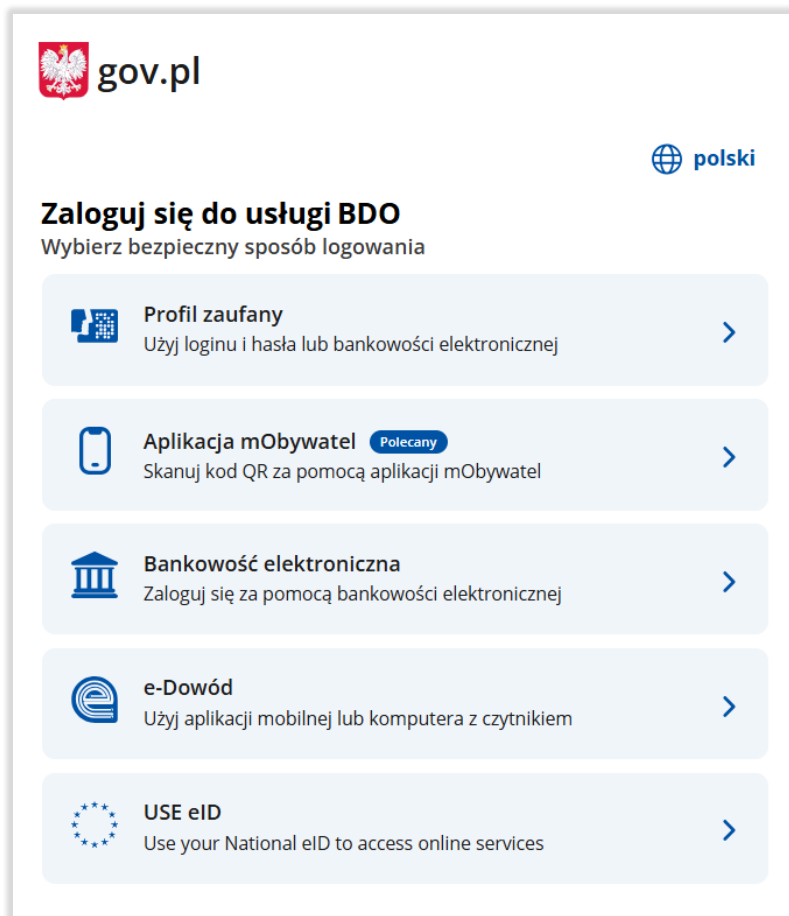 gov.pl
polski
Zaloguj się do usługi BDO
Wybierz bezpieczny sposób logowania
Profil zaufany
Użyj loginu i hasła lub bankowości elektronicznej
Aplikacja mObywatel Polecany
Skanuj kod QR za pomocą aplikacji mObywatel
Bankowość elektroniczna
Zaloguj się za pomocą bankowości elektronicznej
e-Dowód
Użyj aplikacji mobilnej lub komputera z czytnikiem
USE eID
Use your National eID to access online services